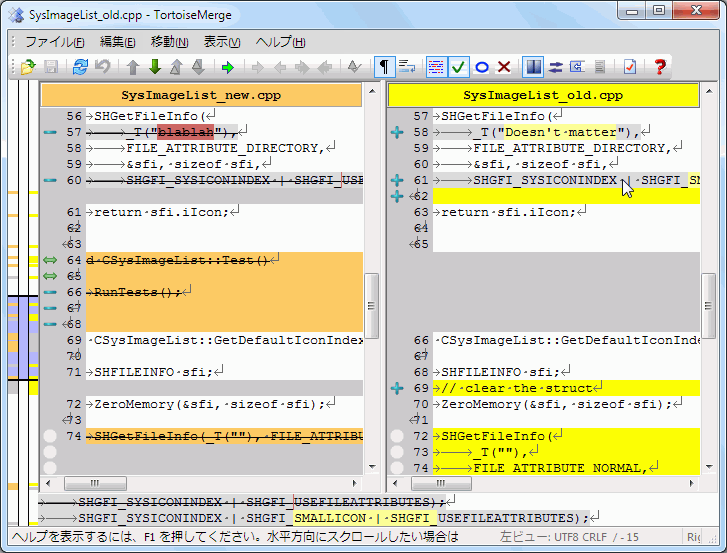 SysImageList_old.cpp - TortoiseMerge
ファイル(F) 編集(E) 移動(N) 表示(V) ヘルプ(H)
SysImageList_new.cpp
56 →SHGetFileInfo(↵
57 →→_T("blablah"),↵
58 →→FILE_ATTRIBUTE_DIRECTORY,↵
59 →→&sfi,·sizeof·sfi,↵
60 →→SHGFI_SYSICONINDEX·|·SHGFI_USE
61 →return·sfi.iIcon;↵
62 ↵
63 ↵
64 d·CSysImageList::Test()↵
65 ↵
66 →RunTests();↵
67 ↵
68 ↵
69 ·CSysImageList::GetDefaultIconIndex
70 ↵
71 →SHFILEINFO·sfi;↵
72 →ZeroMemory(&sfi,·sizeof·sfi);↵
73 ↵
74 →SHGetFileInfo(_T(""),·FILE_ATTRIBU
SysImageList_old.cpp
57 →SHGetFileInfo(↵
58 →→_T("Doesn't·matter"),↵
59 →→FILE_ATTRIBUTE_DIRECTORY,↵
60 →→&sfi,·sizeof·sfi,↵
61 →→SHGFI_SYSICONINDEX·|·SHGFI_SM
62 ↵
63 →return·sfi.iIcon;↵
64 ↵
65 ↵
66 ·CSysImageList::GetDefaultIconInde
67 ↵
68 →SHFILEINFO·sfi;↵
69 →//·clear·the·struct↵
70 →ZeroMemory(&sfi,·sizeof·sfi);↵
71 ↵
72 →SHGetFileInfo(↵
73 →→_T(""),↵
74 →→FILE_ATTRIBUTE_NORMAL,↵
→→SHGFI_SYSICONINDEX·|·SHGFI_USEFILEATTRIBUTES);↵
→→SHGFI_SYSICONINDEX·|·SHGFI_SMALLICON·|·SHGFI_USEFILEATTRIBUTES);↵
ヘルプを表示するには、F1 を押してください。水平方向にスクロールしたい場合は 左ビュー: UTF8 CRLF / - 15 Rig